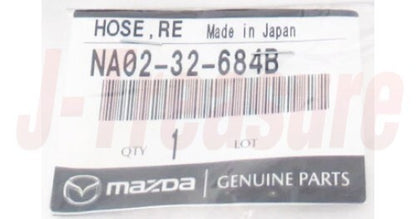 HOSE, RE Made in Japan
NA02-32-684B
QTY 1 LOT
mazda | GENUINE PARTS
J-Treasure